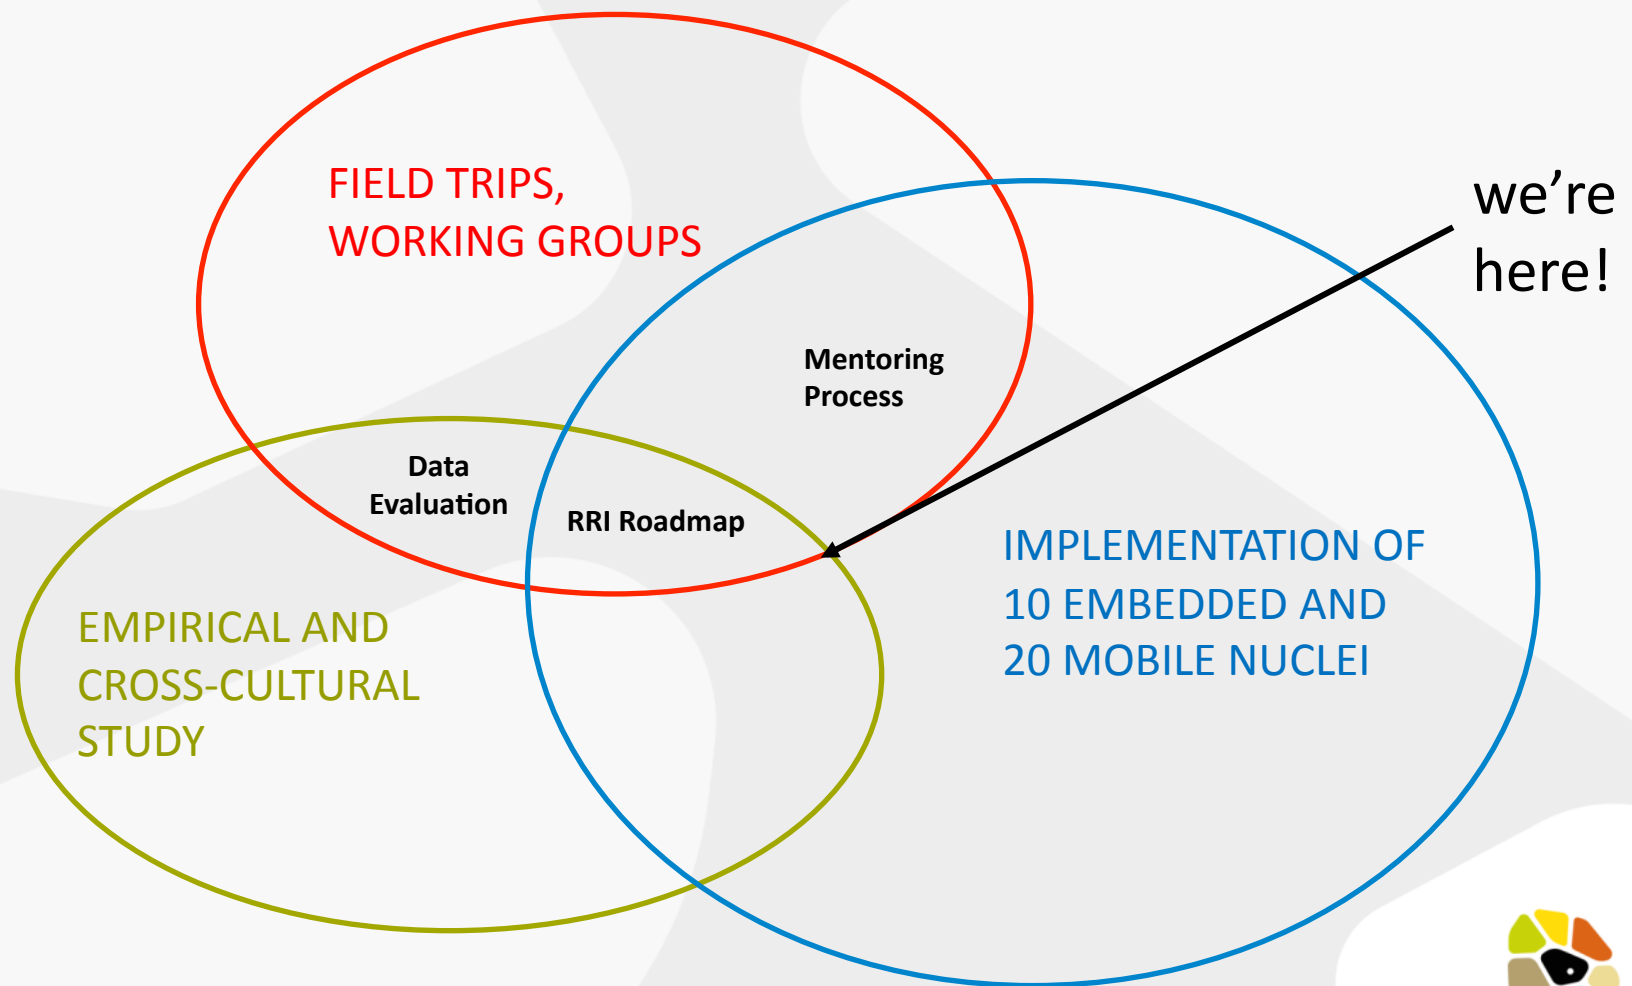 FIELD TRIPS,
WORKING GROUPS
we're
here!
Mentoring
Process
Data
Evaluation
RRI Roadmap
IMPLEMENTATION OF
10 EMBEDDED AND
20 MOBILE NUCLEI
EMPIRICAL AND
CROSS-CULTURAL
STUDY